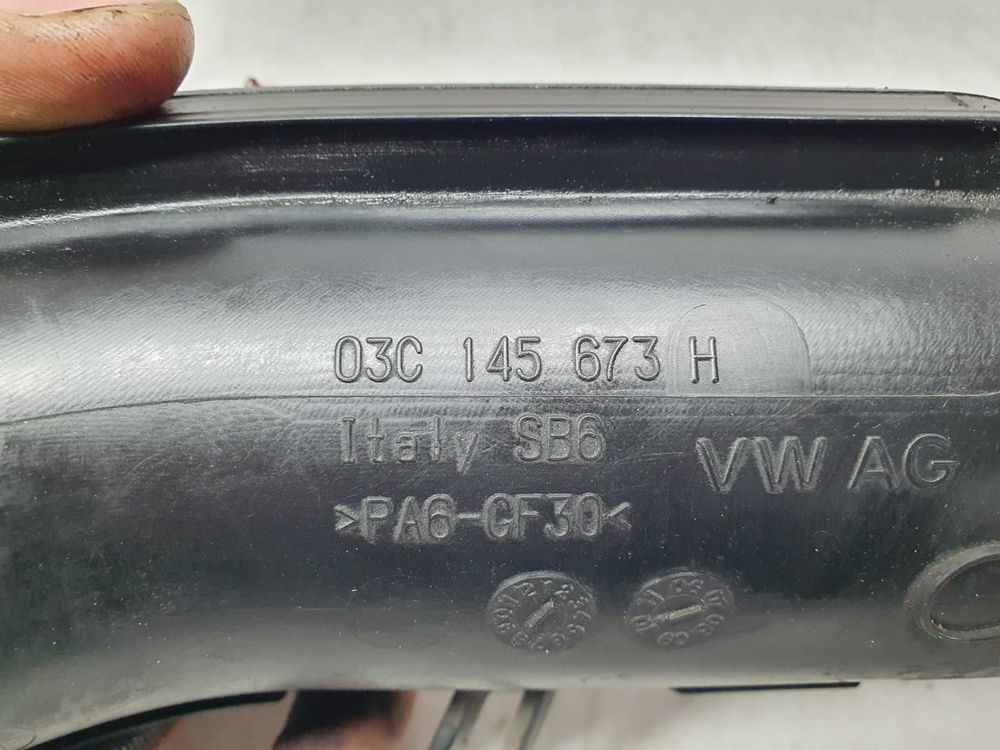 03C 145 673 H
Italy SB6
VW AG
>PA6-GF30<